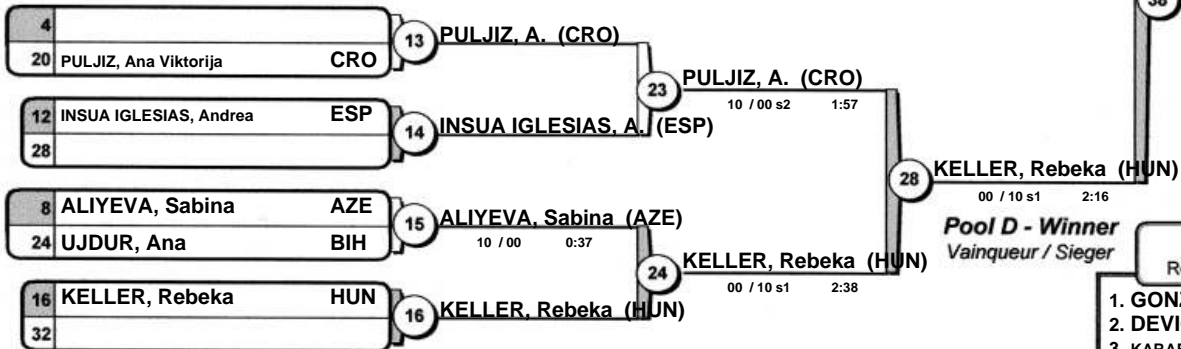 38
4
20 PULJIZ, Ana Viktorija CRO
13 PULJIZ, A. (CRO)
12 INSUA IGLESIAS, Andrea ESP
28
14 INSUA IGLESIAS, A. (ESP)
23 PULJIZ, A. (CRO)
10 / 00 s2 1:57
8 ALIYEVA, Sabina AZE
24 UJDUR, Ana BIH
15 ALIYEVA, Sabina (AZE)
10 / 00 0:37
16 KELLER, Rebeka HUN
32
16 KELLER, Rebeka (HUN)
24 KELLER, Rebeka (HUN)
00 / 10 s1 2:38
28 KELLER, Rebeka (HUN)
00 / 10 s1 2:16
Pool D - Winner
Vainqueur / Sieger
1.
2.
3.